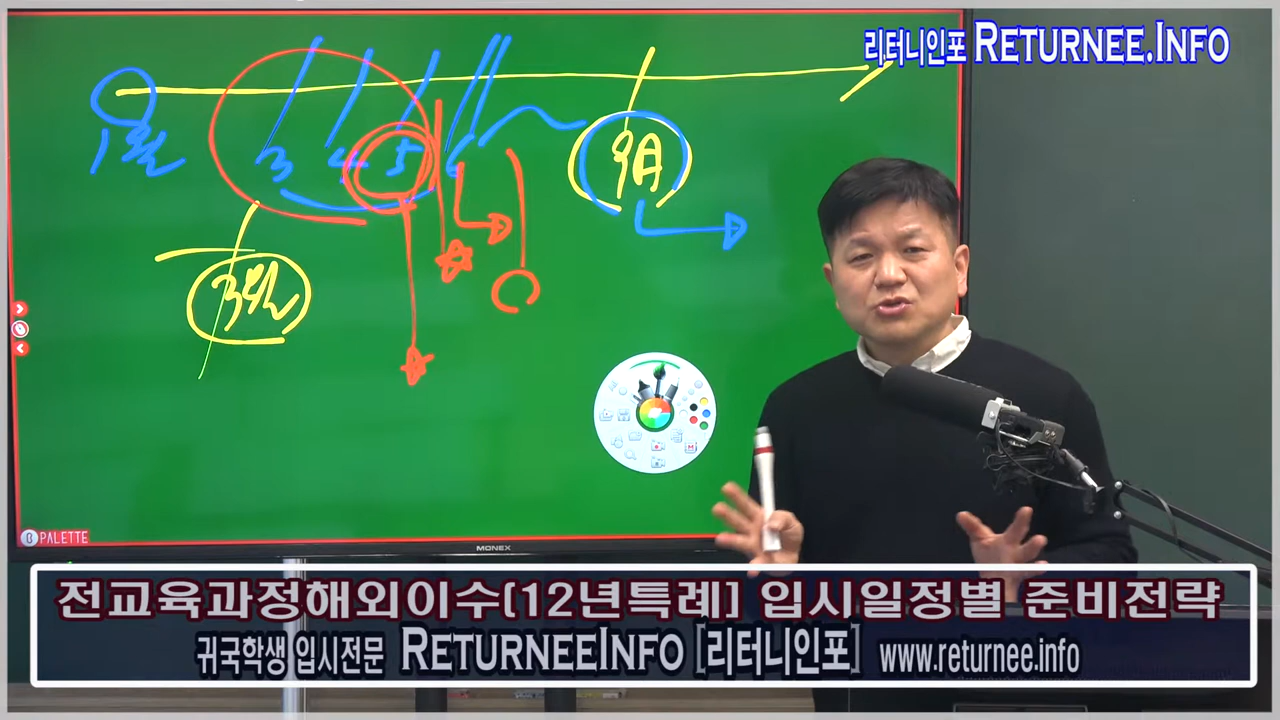 리터니인포 RETURNEE.INFO
1월
3 4 5 6
9월
3년
B PALETTE
MONEX
전교육과정해외이수(12년특례] 입시일정별 준비전략
귀국학생 입시전문 RETURNEEINFO [리터니인포] www.returnee.info